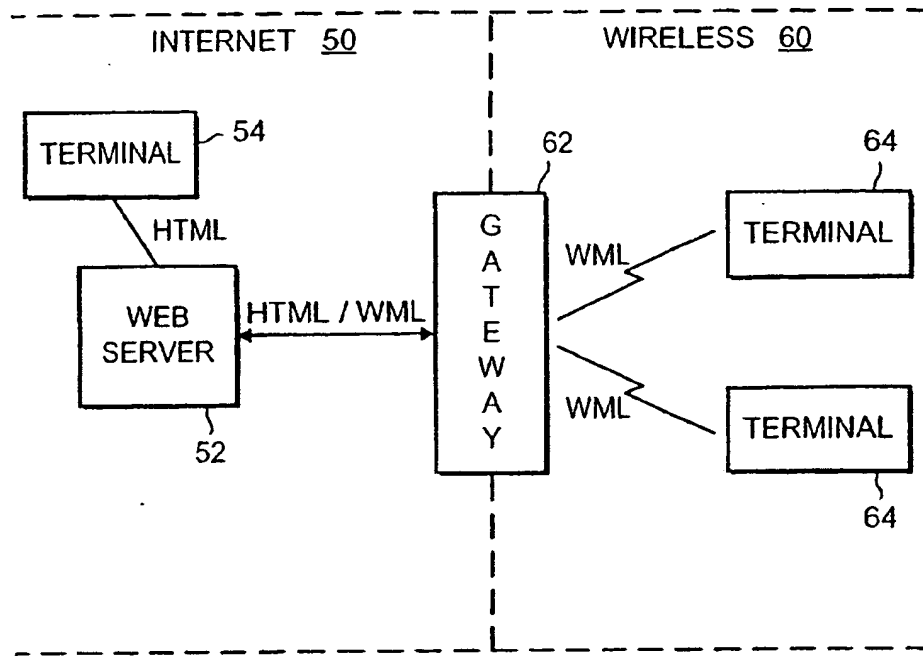 INTERNET 50
WIRELESS 60
TERMINAL
54
HTML
WEB
SERVER
52
HTML / WML
62
GATEWAY
WML
64
TERMINAL
WML
TERMINAL
64